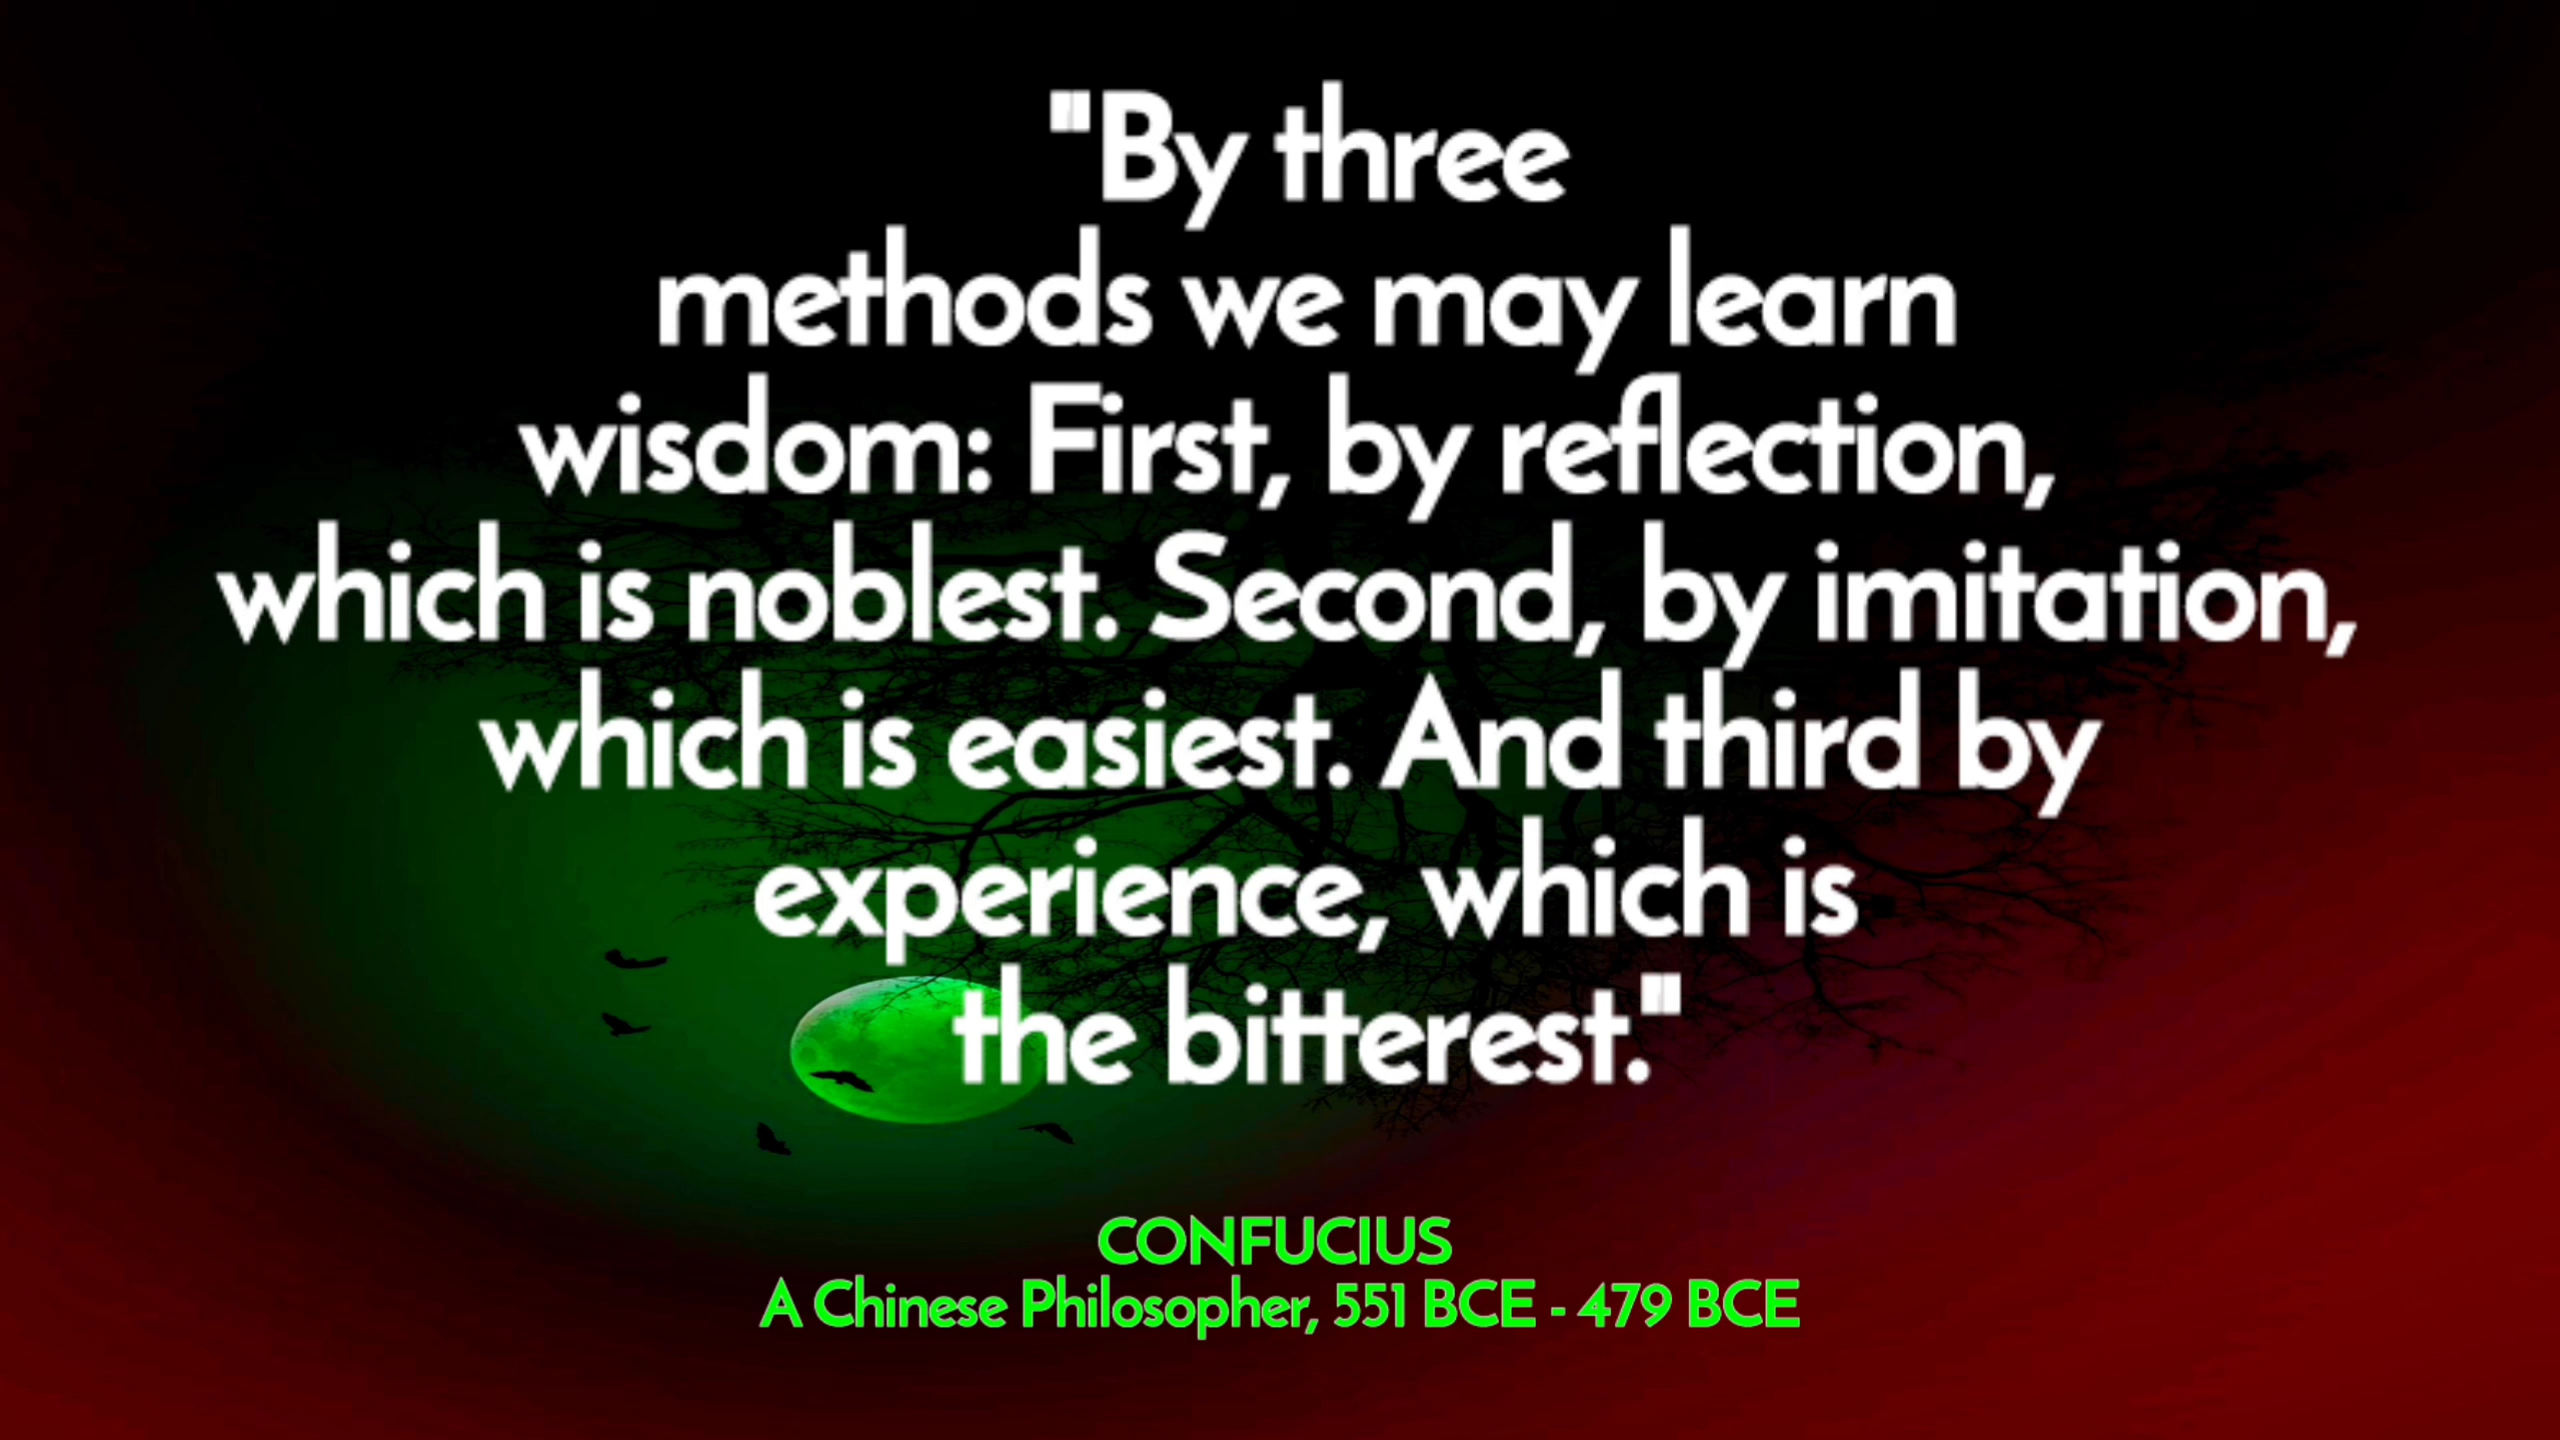 "By three
methods we may learn
wisdom: First, by reflection,
which is noblest. Second, by imitation,
which is easiest. And third by
experience, which is
the bitterest."
CONFUCIUS
A Chinese Philosopher, 551 BCE - 479 BCE